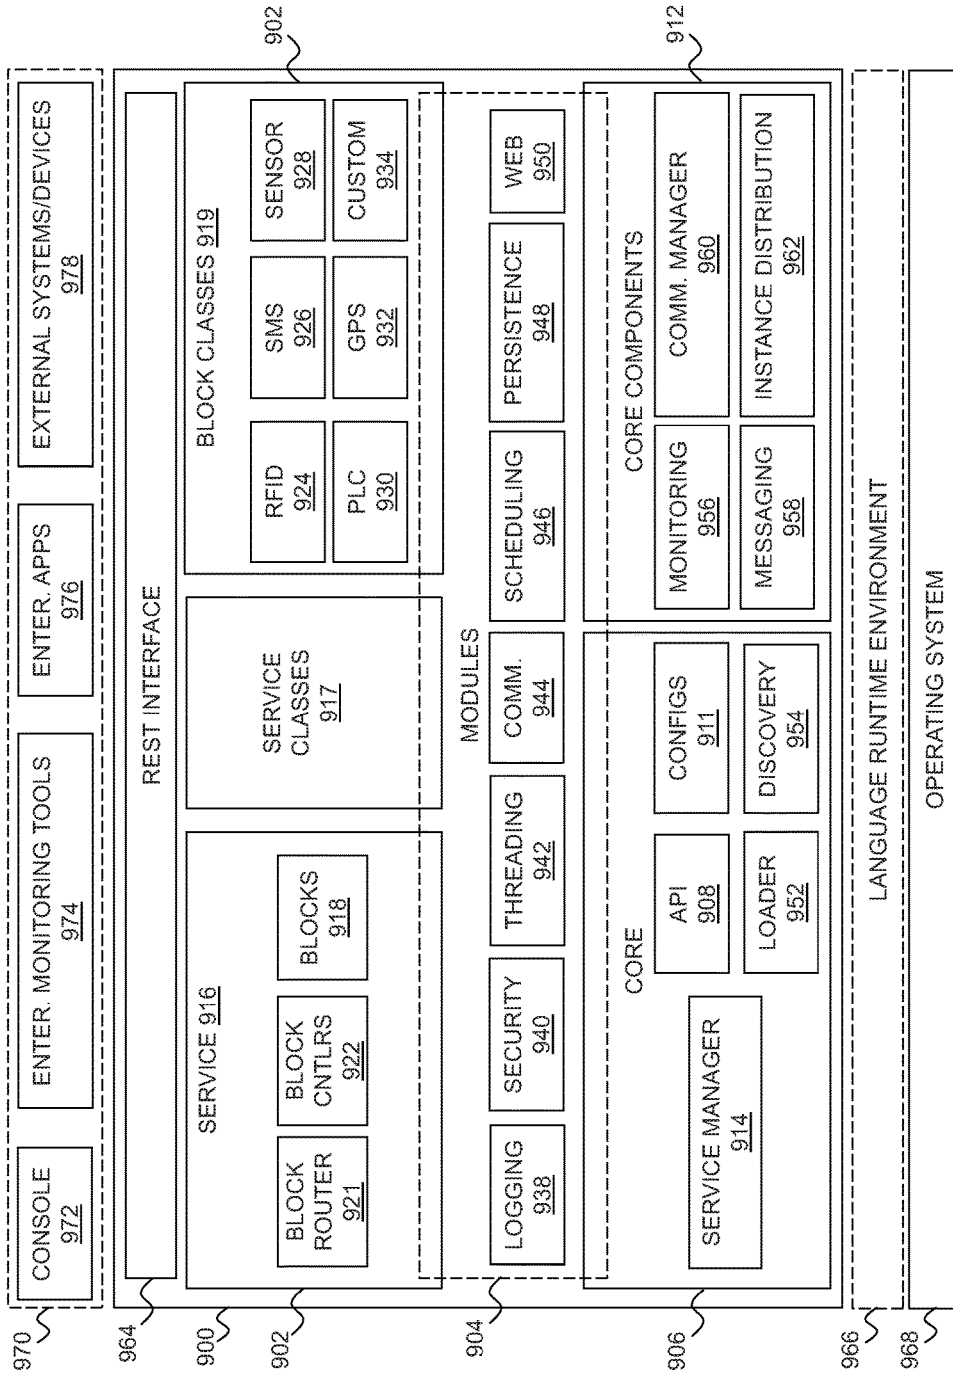 970
CONSOLE
972
ENTER. MONITORING TOOLS
974
ENTER. APPS
976
EXTERNAL SYSTEMS/DEVICES
978
964
REST INTERFACE
900
902
SERVICE 916
BLOCK
ROUTER
921
BLOCK
CNTLRS
922
BLOCKS
918
SERVICE
CLASSES
917
902
BLOCK CLASSES 919
RFID
924
SMS
926
SENSOR
928
PLC
930
GPS
932
CUSTOM
934
904
MODULES
LOGGING
938
SECURITY
940
THREADING
942
COMM.
944
SCHEDULING
946
PERSISTENCE
948
WEB
950
906
CORE
SERVICE MANAGER
914
API
908
CONFIGS
911
LOADER
952
DISCOVERY
954
912
CORE COMPONENTS
MONITORING
956
COMM. MANAGER
960
MESSAGING
958
INSTANCE DISTRIBUTION
962
966
LANGUAGE RUNTIME ENVIRONMENT
968
OPERATING SYSTEM